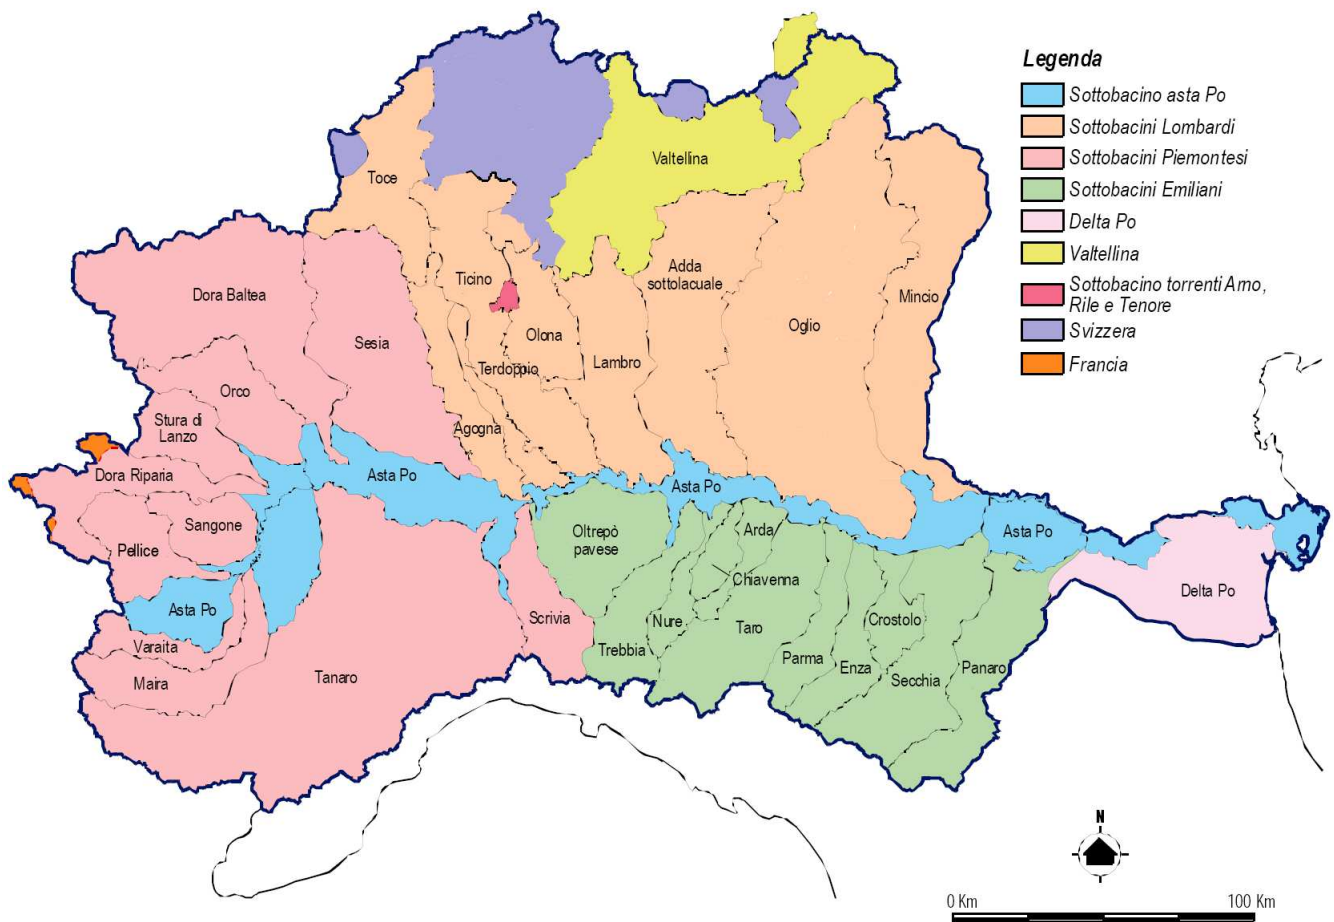 Legenda
Sottobacino asta Po
Sottobacini Lombardi
Sottobacini Piemontesi
Sottobacini Emiliani
Delta Po
Valtellina
Sottobacino torrenti Arno,
Rile e Tenore
Svizzera
Francia
Valtellina
Toce
Ticino
Adda
sottolacuale
Dora Baltea
Mincio
Oglio
Olona
Sesia
Lambro
Terdoppio
Orco
Stura di
Lanzo
Agogna
Dora Riparia
Asta Po
Asta Po
Sangone
Oltrepò
pavese
Arda
Asta Po
Pellice
Chiavenna
Delta Po
Asta Po
Scrivia
Nure
Crostolo
Taro
Varaita
Trebbia
Parma
Enza
Panaro
Maira
Tanaro
Secchia
N
0 Km
100 Km